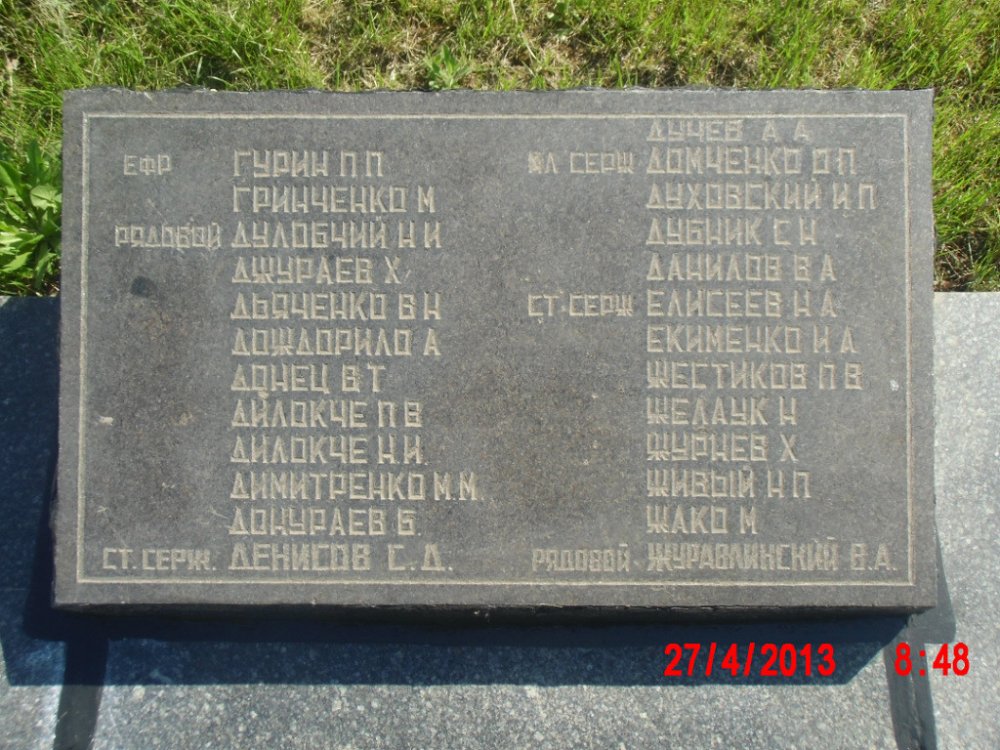 ЕФР ГУРИН П П
ГРИНЧЕНКО М
РЯДОВОЙ ДУЛОБЧИЙ Н И
ДЖУРАЕВ Х
ДЬЯЧЕНКО В Н
ДОЖДОРИЛО А
ДОНЕЦ В Т
ДИЛОКЧЕ П В
ДИЛОКЧЕ Н.И.
ДИМИТРЕНКО М.М.
ДОНУРАЕВ Б.
СТ. СЕРЖ. ДЕНИСОВ С.Д.
ДУЧЕВ А А
МЛ СЕРЖ ДОМЧЕНКО О П
ДУХОВСКИЙ И П
ДУБНИК С Н
ДАНИЛОВ В А
СТ. СЕРЖ ЕЛИСЕЕВ Н А
ЕКИМЕНКО И Д
ЖЕСТИКОВ П В
ЖЕЛАУК Н
ЖУРНЕВ Х
ЖИВЫЙ Н П
ЖАКО М
РЯДОВОЙ ЖУРАВЛИНСКИЙ В.А.
27/4/2013 8:48